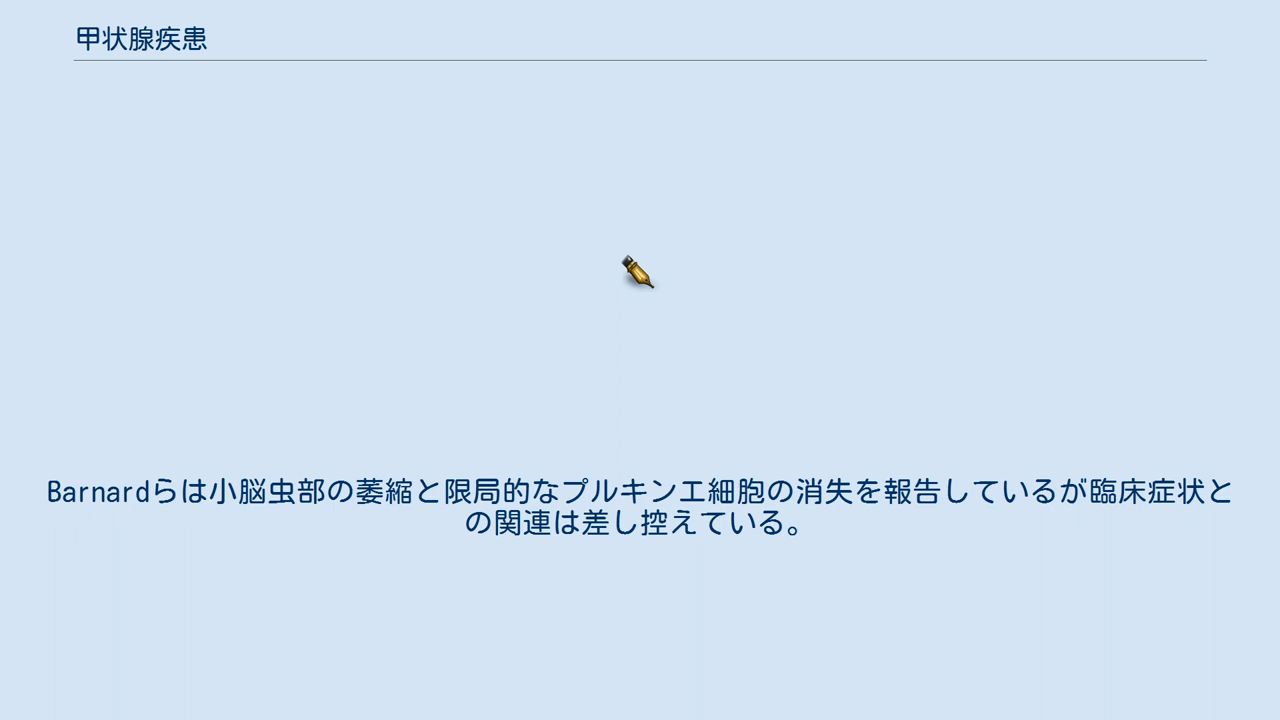 甲状腺疾患
Barnardらは小脳虫部の萎縮と限局的なプルキンエ細胞の消失を報告しているが臨床症状と
の関連は差し控えている。